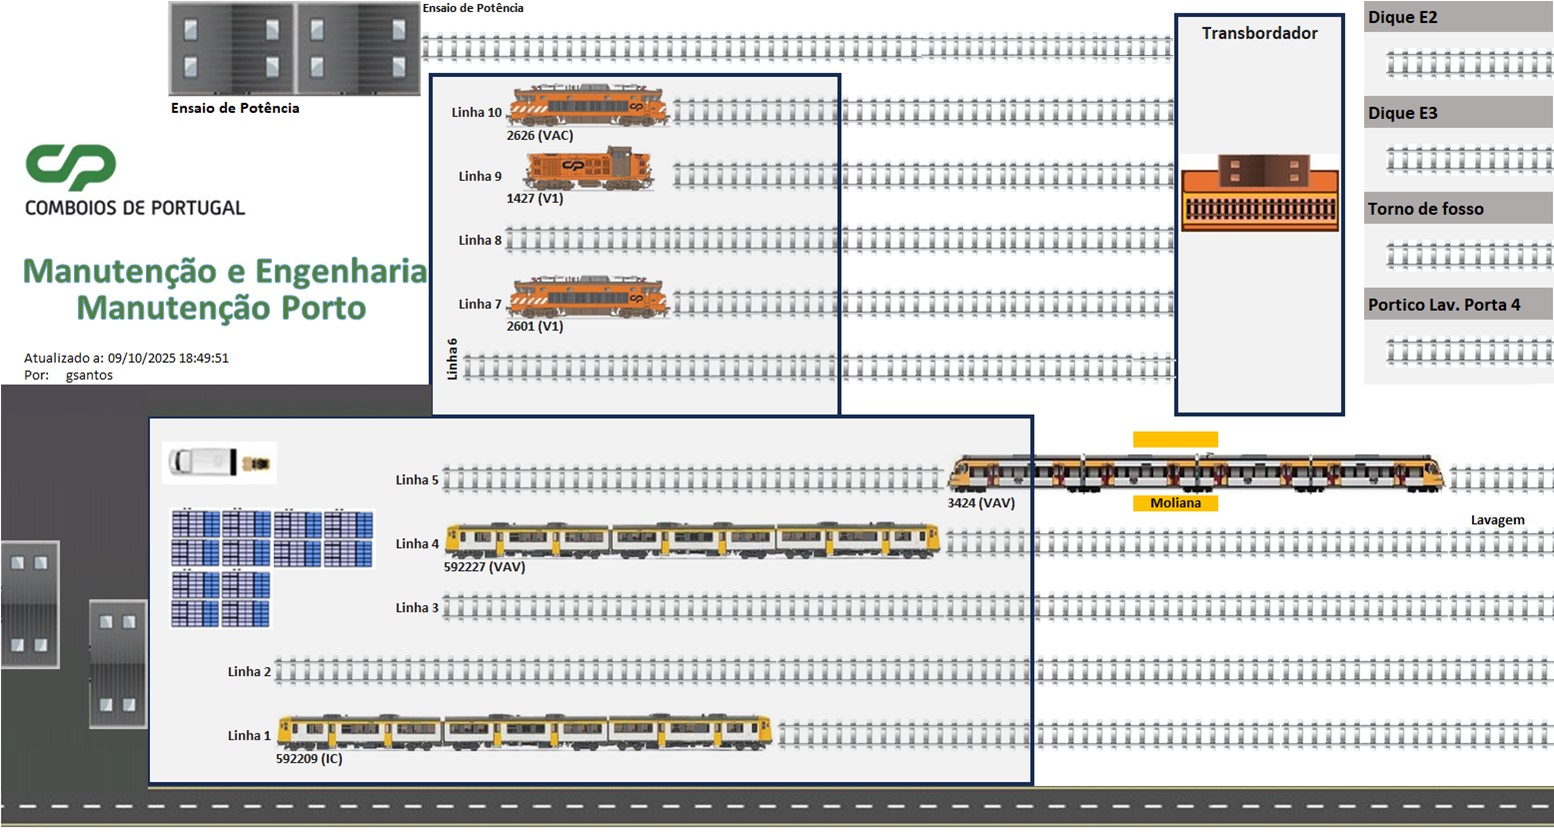 Ensaio de Potência
Ensaio de Potência
Transbordador
Dique E2
Dique E3
Torno de fosso
Portico Lav. Porta 4
CP
COMBOIOS DE PORTUGAL
Manutenção e Engenharia
Manutenção Porto
Atualizado a: 09/10/2025 18:49:51
Por: gsantos
Linha 10
2626 (VAC)
Linha 9
1427 (V1)
Linha 8
Linha 7
2601 (V1)
Linha6
Linha 5
3424 (VAV)
Moliana
Lavagem
Linha 4
592227 (VAV)
Linha 3
Linha 2
Linha 1
592209 (IC)